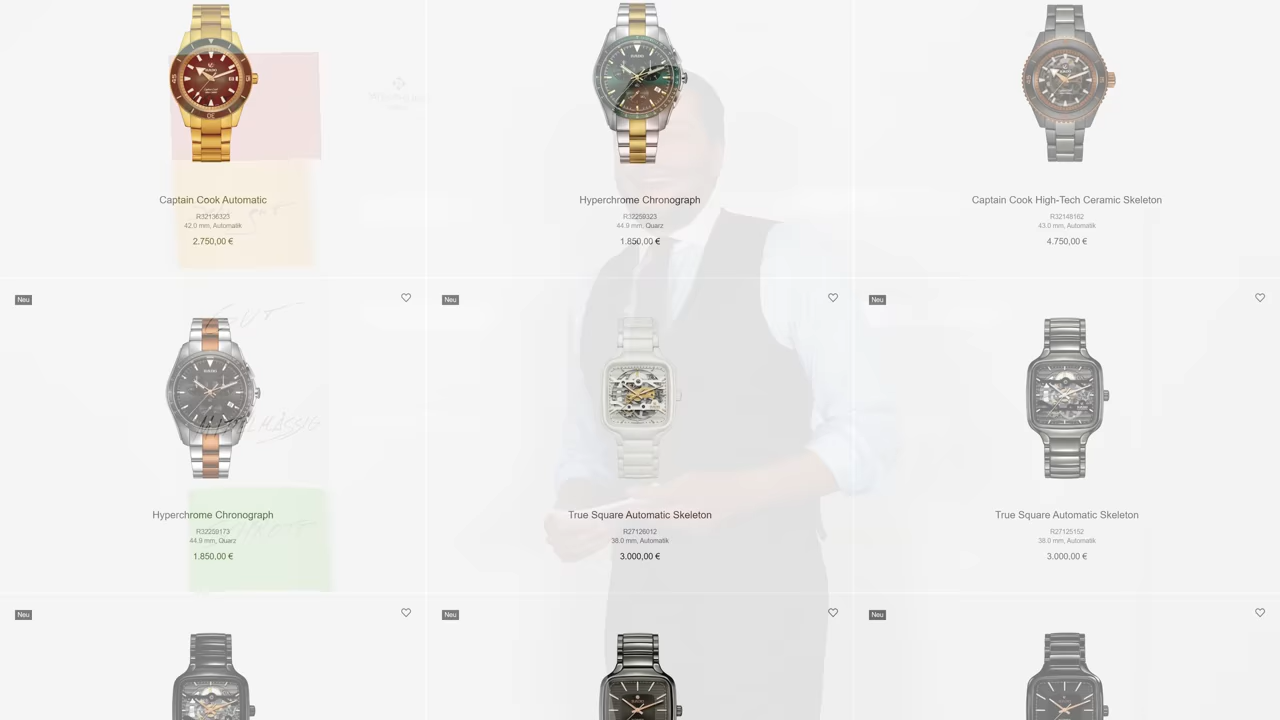 Captain Cook Automatic
R32136323
42.0 mm, Automatik
2.750,00 €
Hyperchrome Chronograph
R32259323
44.9 mm, Quarz
1.850,00 €
Captain Cook High-Tech Ceramic Skeleton
R32148162
43.0 mm, Automatik
4.750,00 €
Neu
Hyperchrome Chronograph
R32259173
44.9 mm, Quarz
1.850,00 €
Neu
True Square Automatic Skeleton
R27126012
38.0 mm, Automatik
3.000,00 €
Neu
True Square Automatic Skeleton
R27125152
38.0 mm, Automatik
3.000,00 €
Neu
Neu
Neu